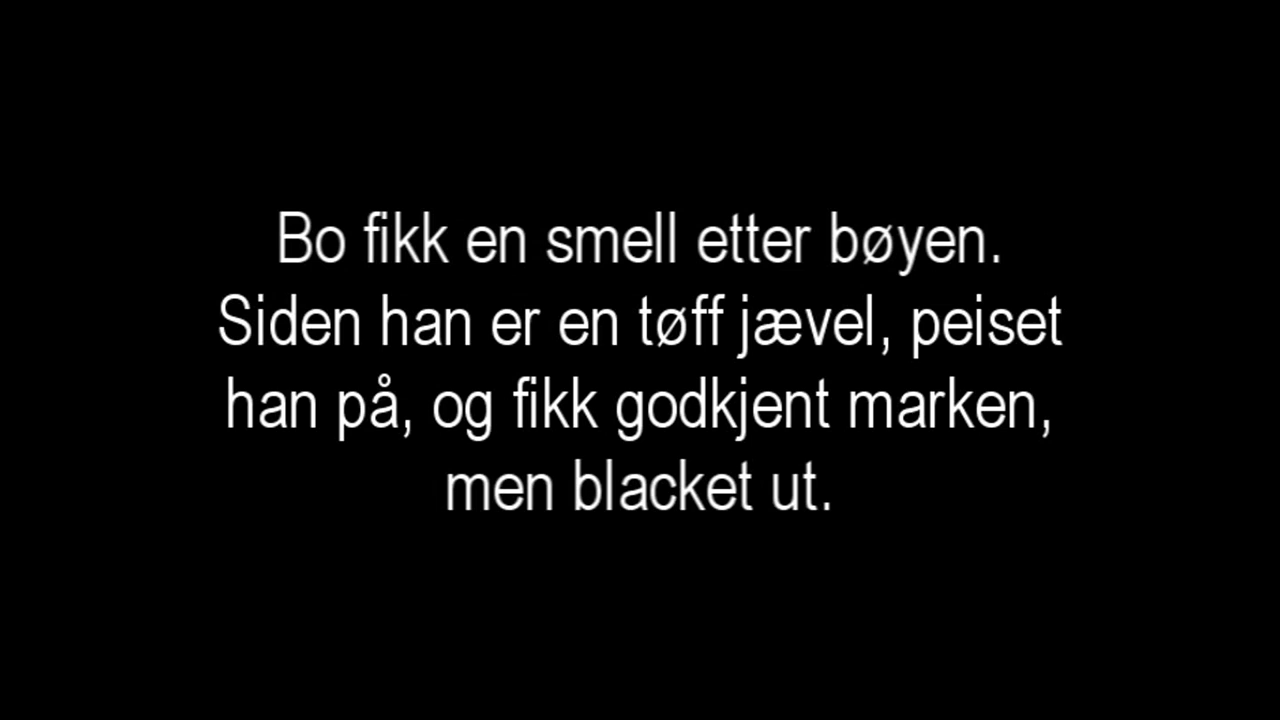 Bo fikk en smell etter bøyen.
Siden han er en tøff jævel, peiset
han på, og fikk godkjent marken,
men blacket ut.